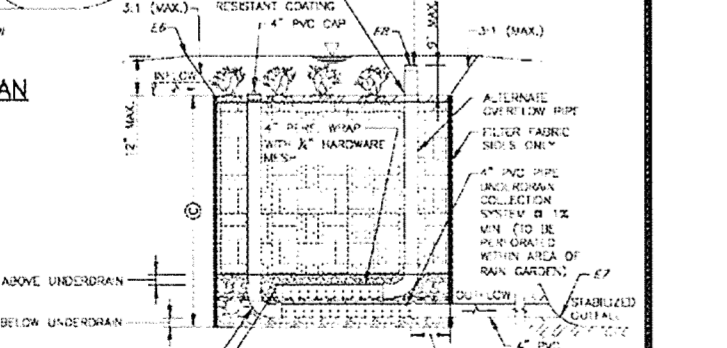 3:1 (MAX.)
RESISTANT COATING
4" PVC CAP
E6
E8
9" MAX.
3:1 (MAX.)
AN
INFLOW
12" MAX.
ALTERNATE
OVERFLOW PIPE
4" PERF. WRAP
WITH ¼" HARDWARE
MESH
FILTER FABRIC
SIDES ONLY
4" PVC PIPE
UNDERDRAIN
COLLECTION
SYSTEM @ 1%
MIN. (TO BE
PERFORATED
WITHIN AREA OF
RAIN GARDEN)
C
ABOVE UNDERDRAIN
E7
OUTFLOW
STABILIZED
OUTFALL
BELOW UNDERDRAIN
4" PVC